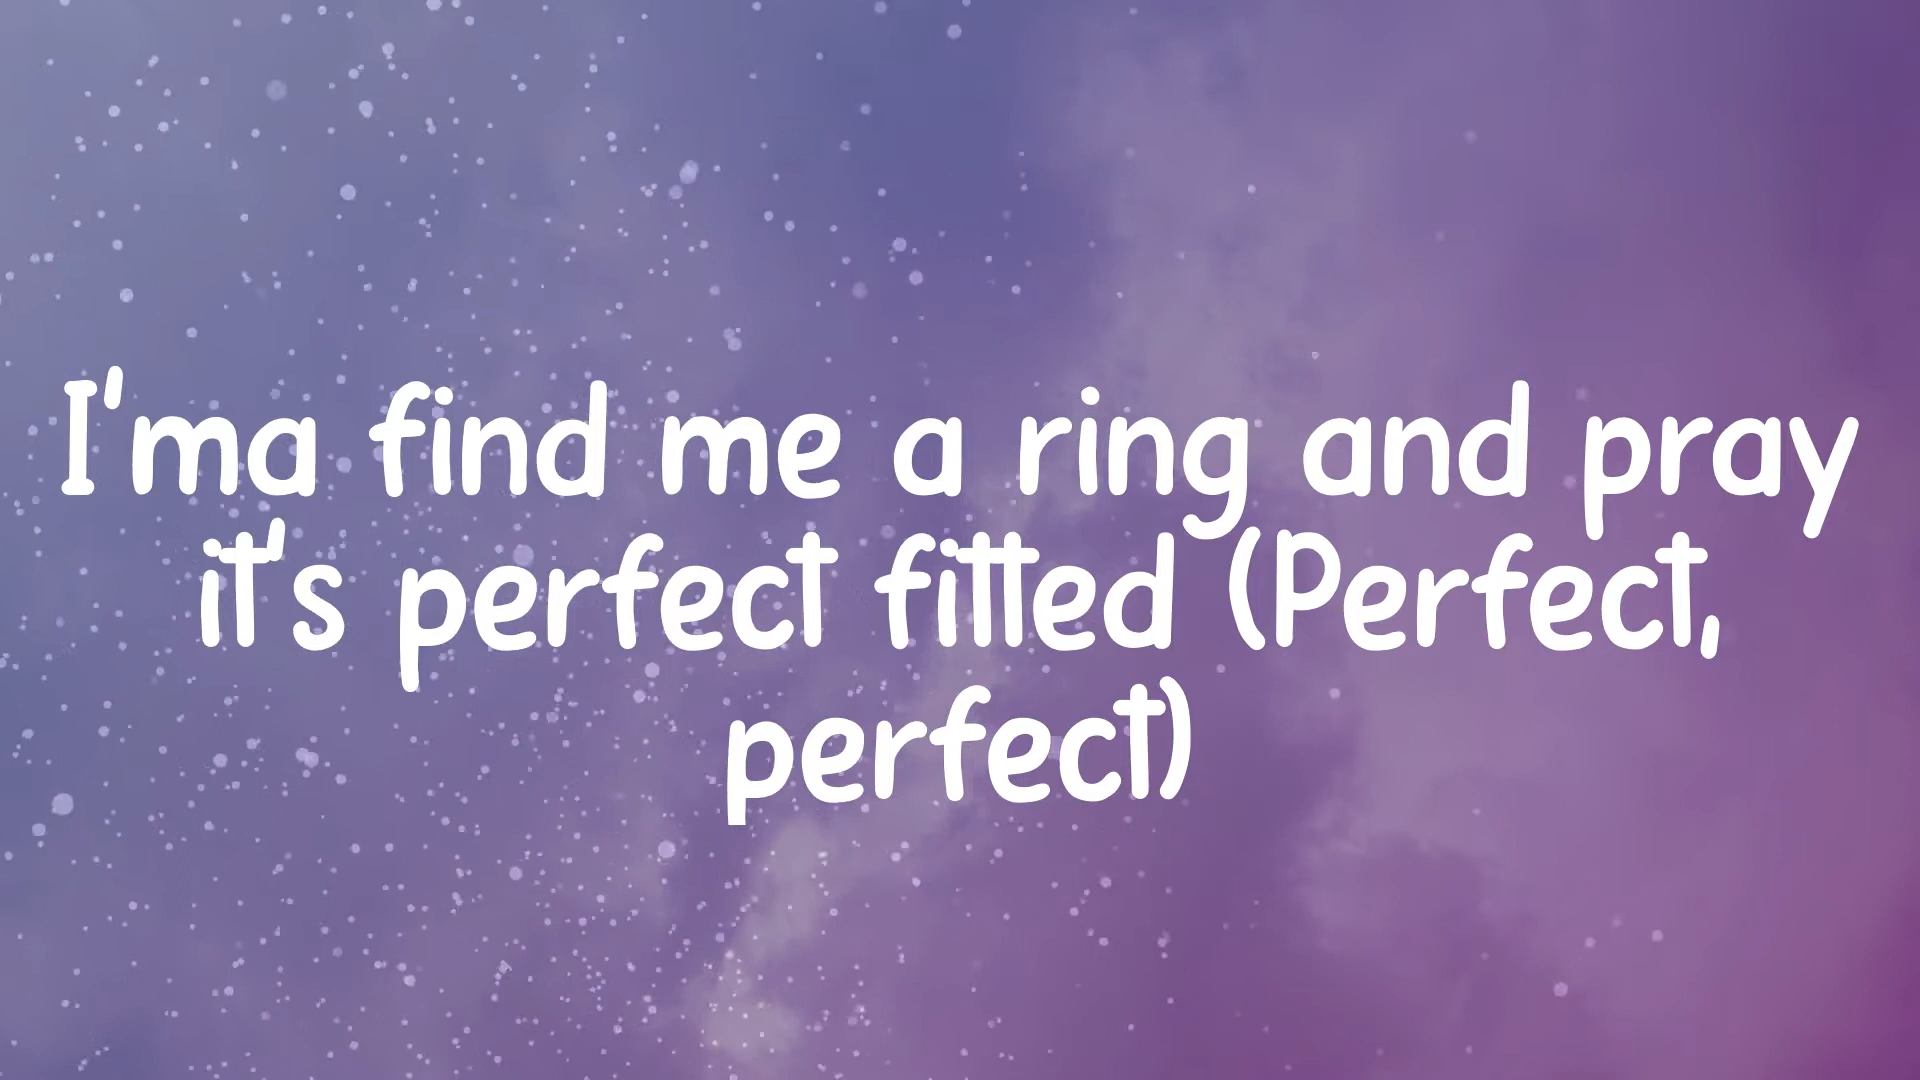 I'ma find me a ring and pray
it's perfect fitted (Perfect,
perfect)